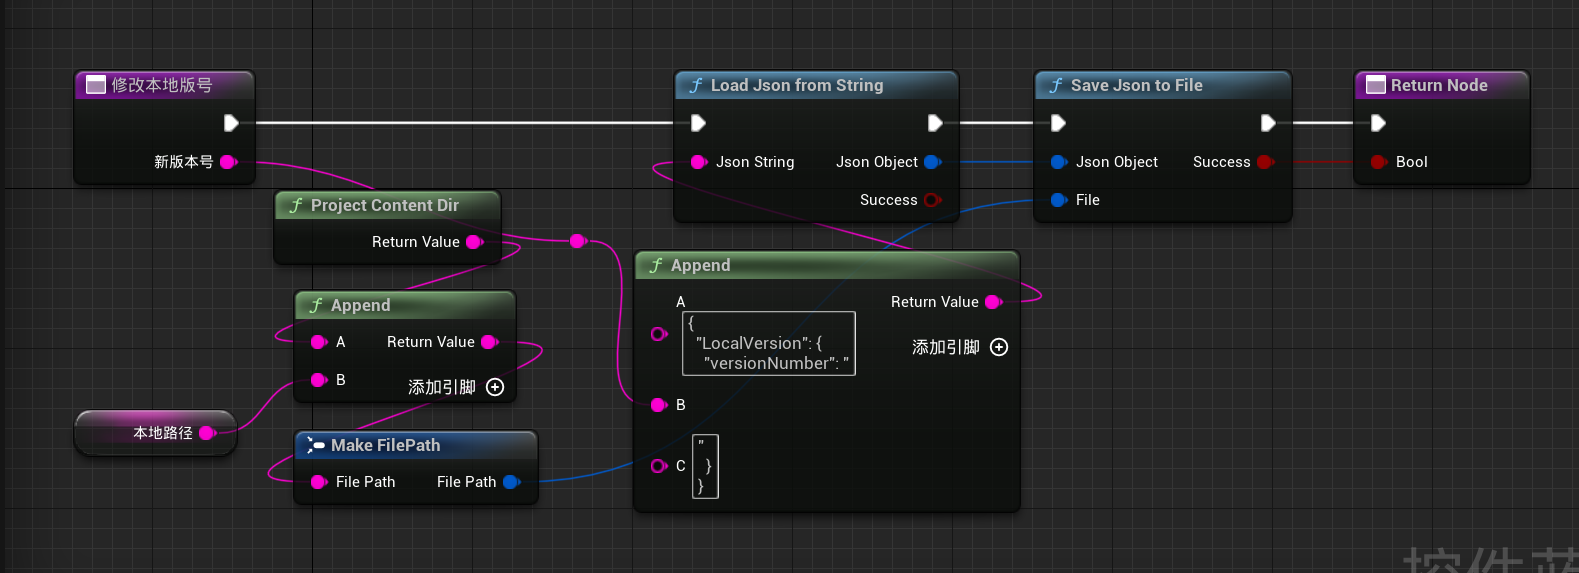 修改本地版号
新版本号
Project Content Dir
Return Value
Append
A
Return Value
B
添加引脚
本地路径
Make FilePath
File Path
File Path
Load Json from String
Json String
Json Object
Success
Append
A
Return Value
{
"LocalVersion": {
"versionNumber": "
添加引脚
B
C
"
}
}
Save Json to File
Json Object
Success
File
Return Node
Bool
控件蓝